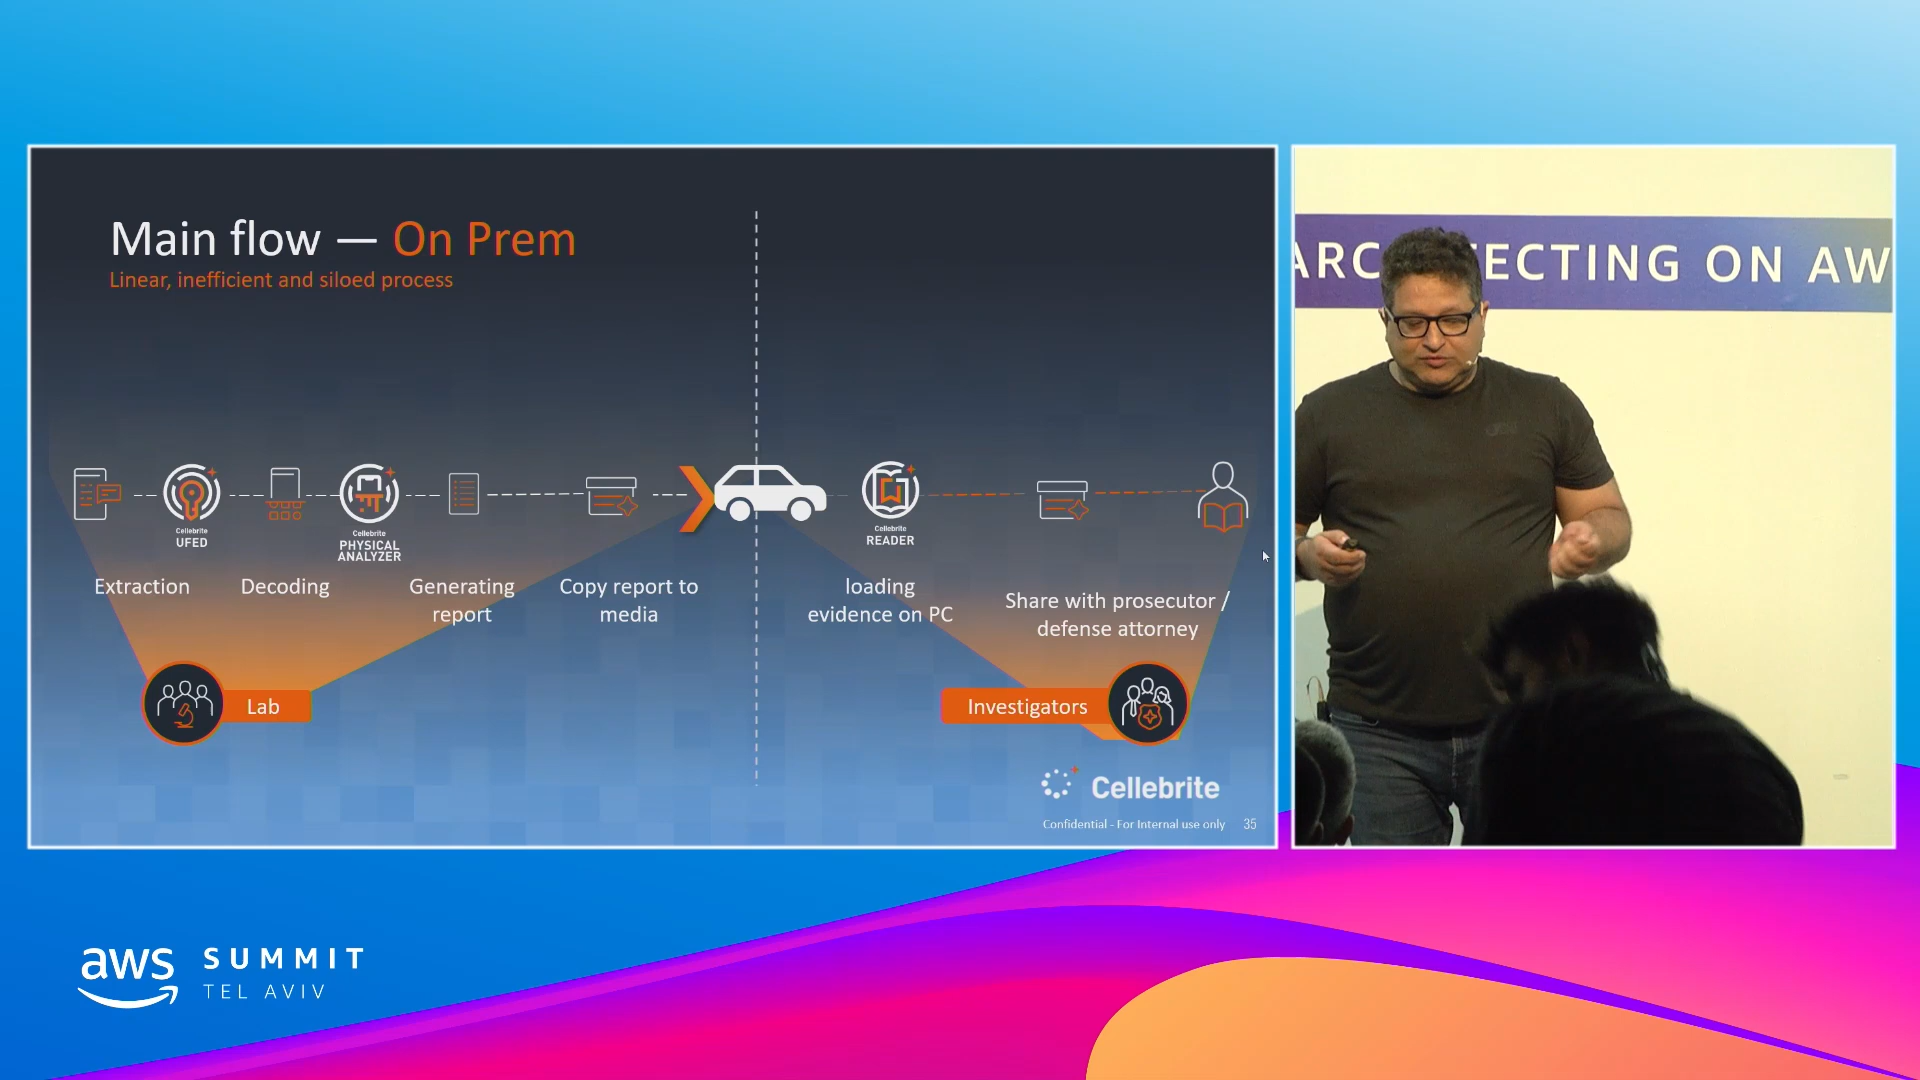 Main flow — On Prem
Linear, inefficient and siloed process
Cellebrite
UFED
Cellebrite
PHYSICAL
ANALYZER
Cellebrite
READER
Extraction
Decoding
Generating
report
Copy report to
media
loading
evidence on PC
Share with prosecutor /
defense attorney
Lab
Investigators
Cellebrite
Confidential - For Internal use only 35
ARC ECTING ON AW
aws SUMMIT
TEL AVIV